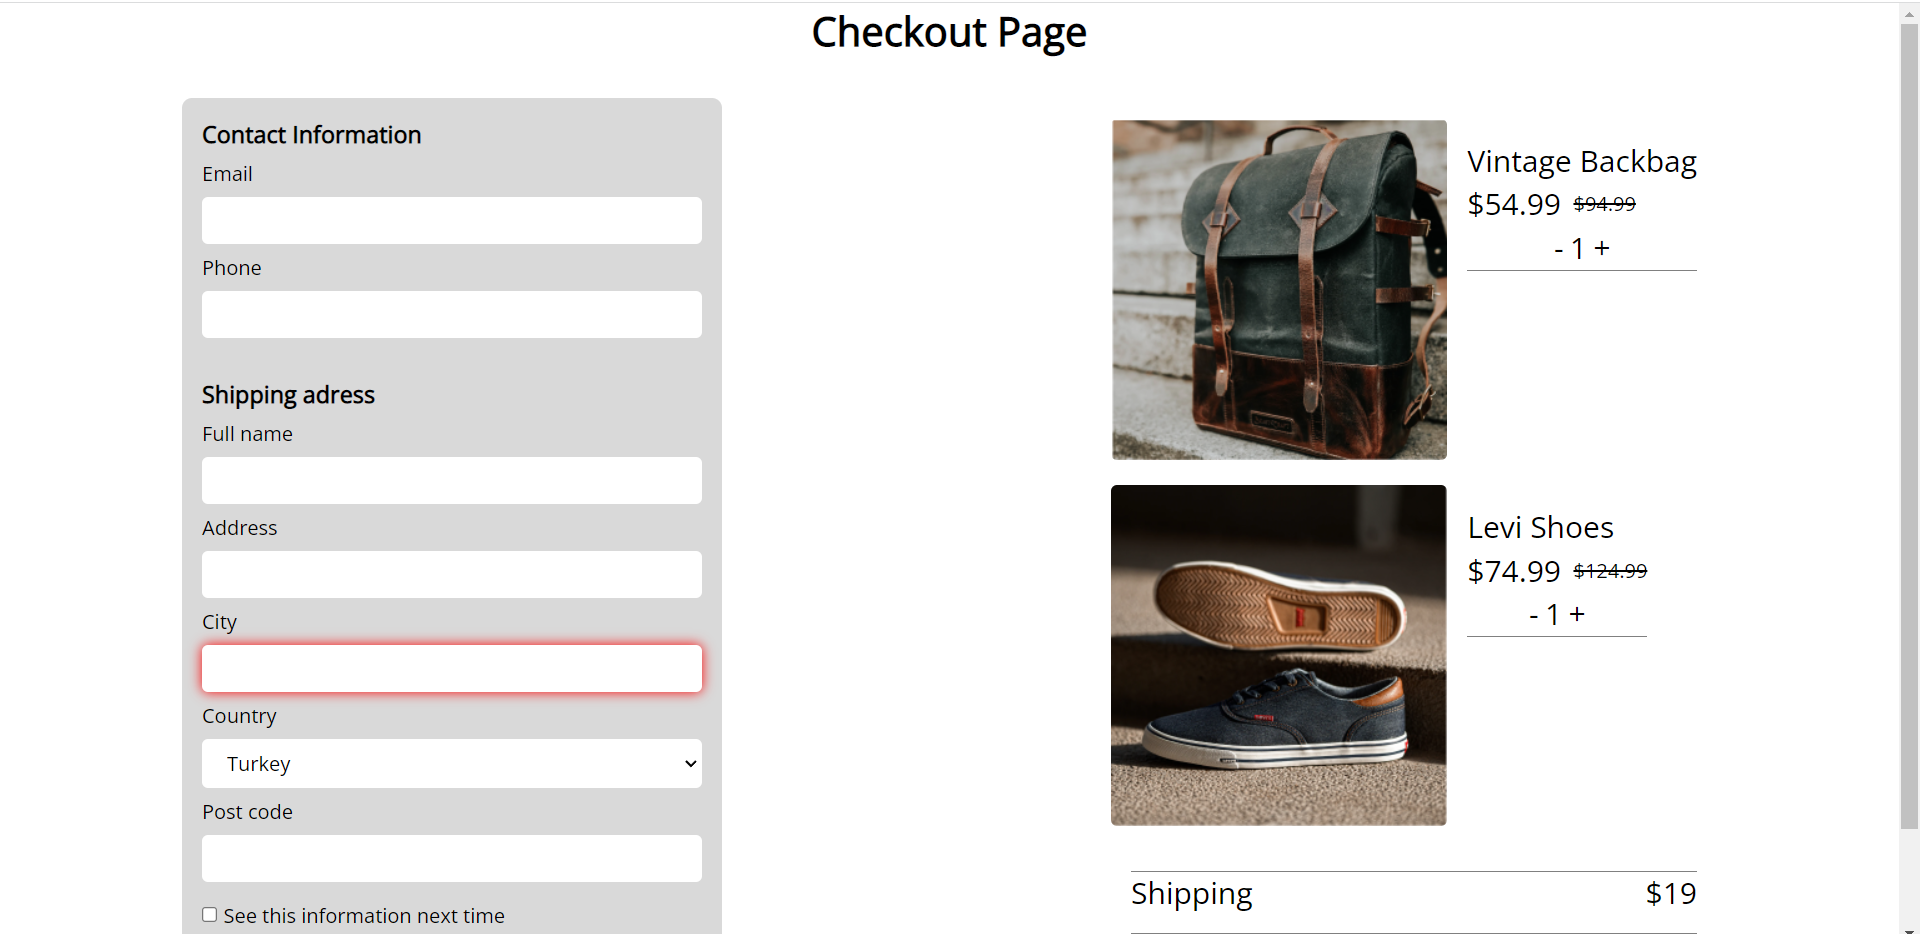 Checkout Page
Contact Information
Email
Phone
Shipping adress
Full name
Address
City
Country
Turkey
Post code
See this information next time
Vintage Backbag
$54.99 $94.99
- 1 +
Levi Shoes
$74.99 $124.99
- 1 +
Shipping $19